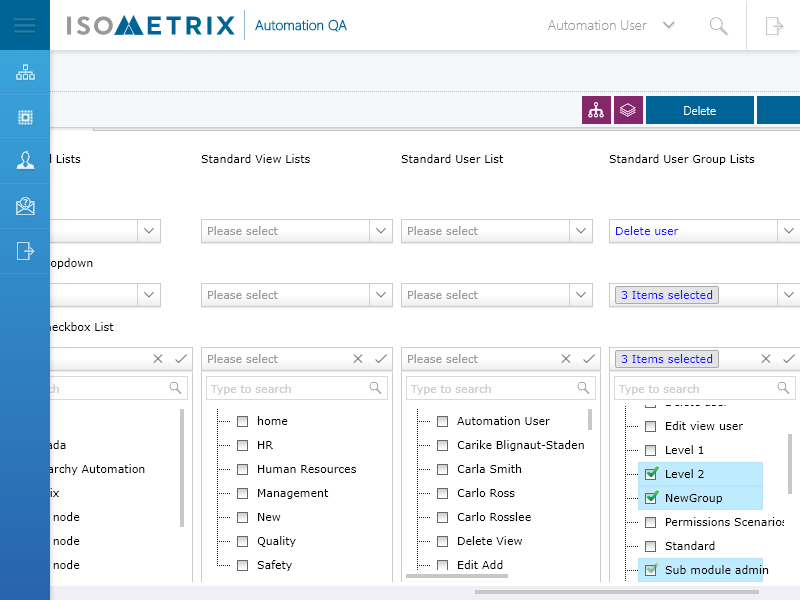 ISOMETRIX Automation QA Automation User
Delete
Lists Standard View Lists Standard User List Standard User Group Lists
Please select Please select Delete user
opdown
Please select Please select 3 Items selected
eckbox List
Please select Please select 3 Items selected
ch Type to search Type to search Type to search
home Automation User Edit view user
ada HR Carike Blignaut-Staden Level 1
archy Automation Human Resources Carla Smith Level 2
ix Management Carlo Ross NewGroup
node New Carlo Rosslee Permissions Scenarios
node Quality Delete View Standard
node Safety Edit Add Sub module admin